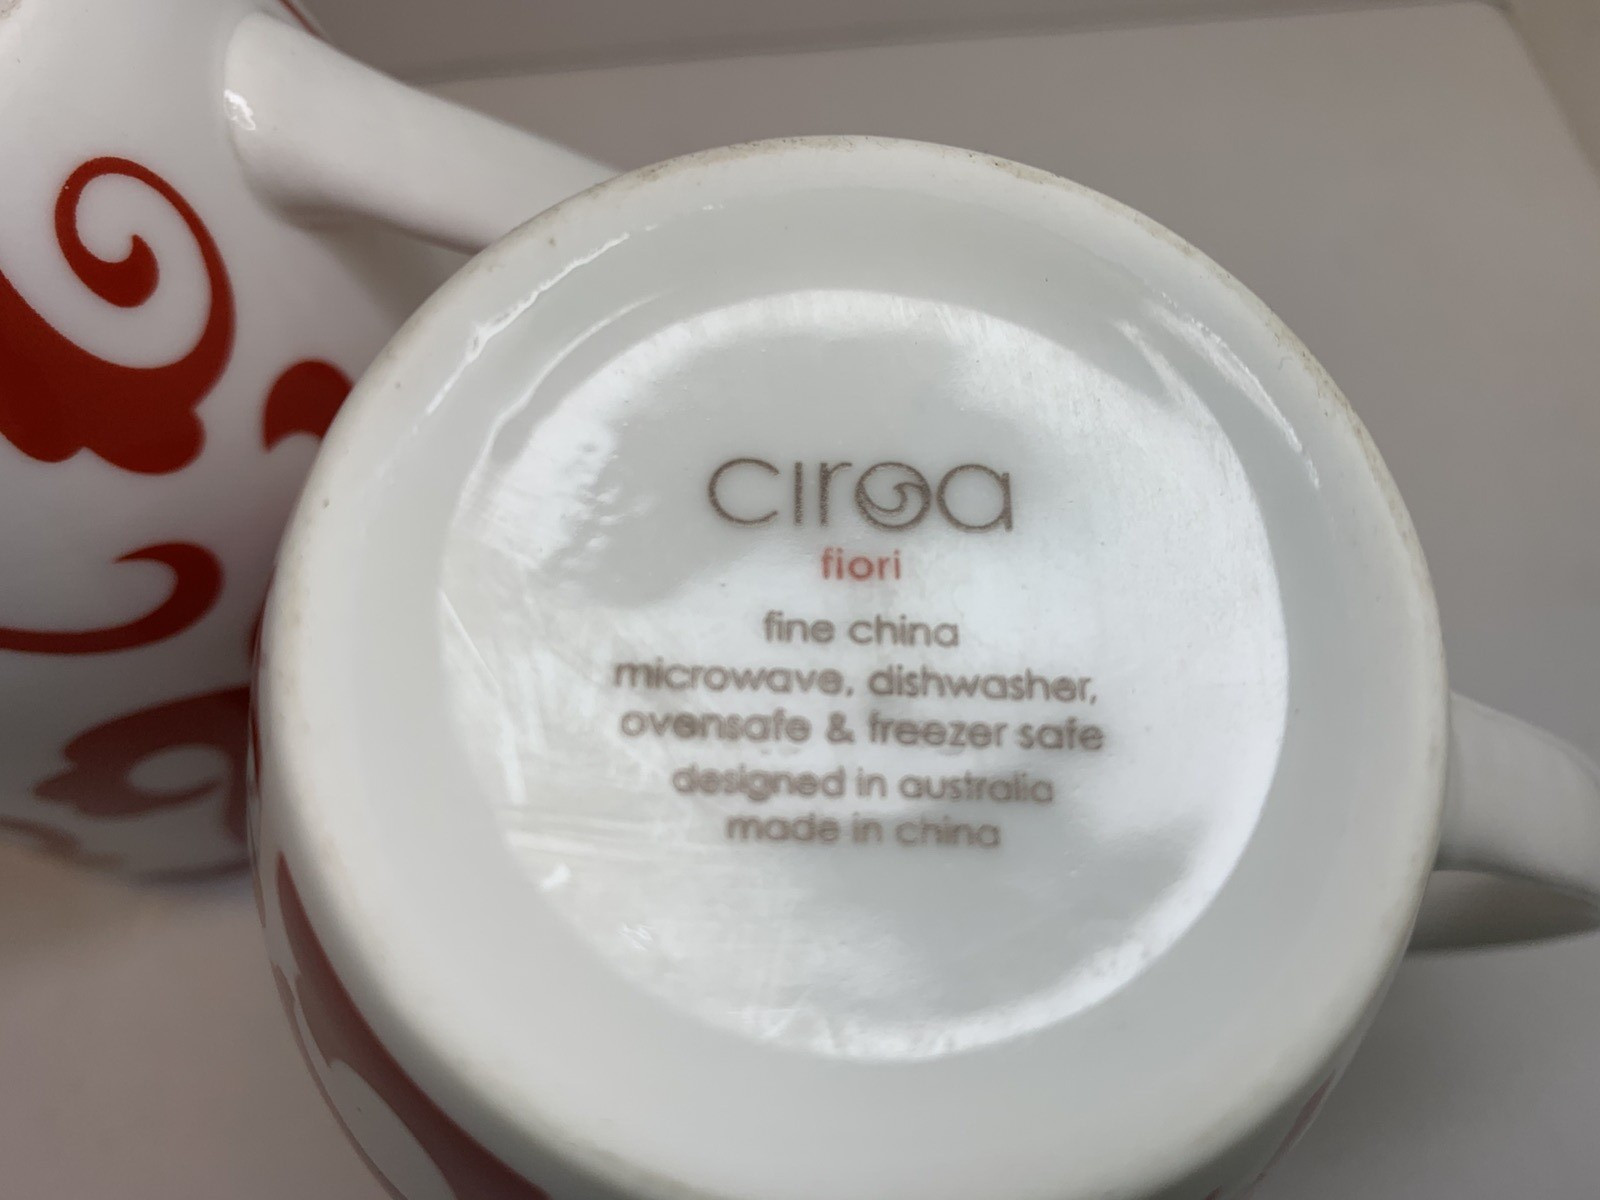 ciroa
fiori
fine china
microwave, dishwasher,
ovensafe & freezer safe
designed in australia
made in china